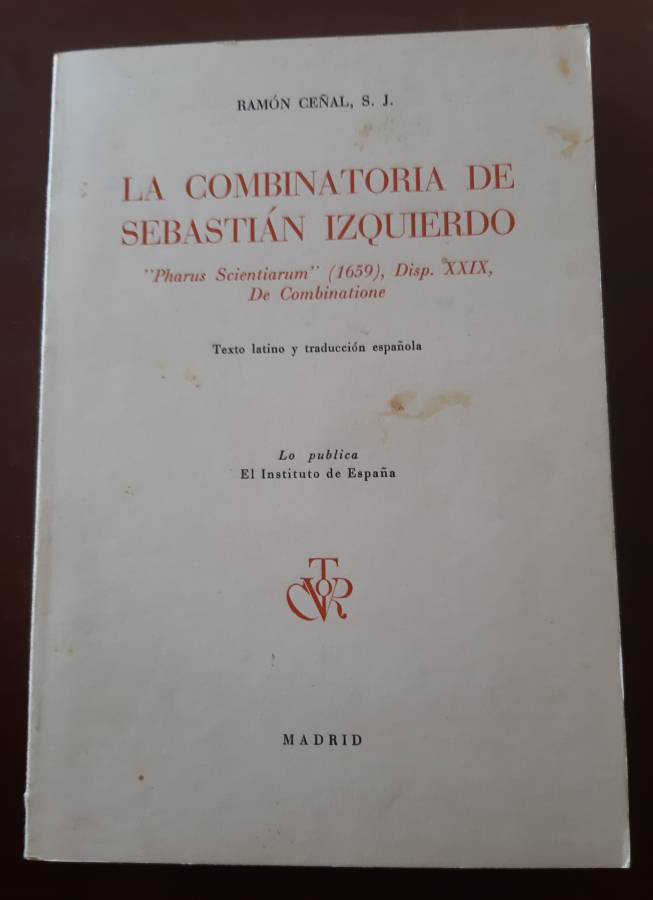 RAMÓN CEÑAL, S. J.
LA COMBINATORIA DE
SEBASTIÁN IZQUIERDO
"Pharus Scientiarum" (1659), Disp. XXIX,
De Combinatione
Texto latino y traducción española
Lo publica
El Instituto de España
MADRID